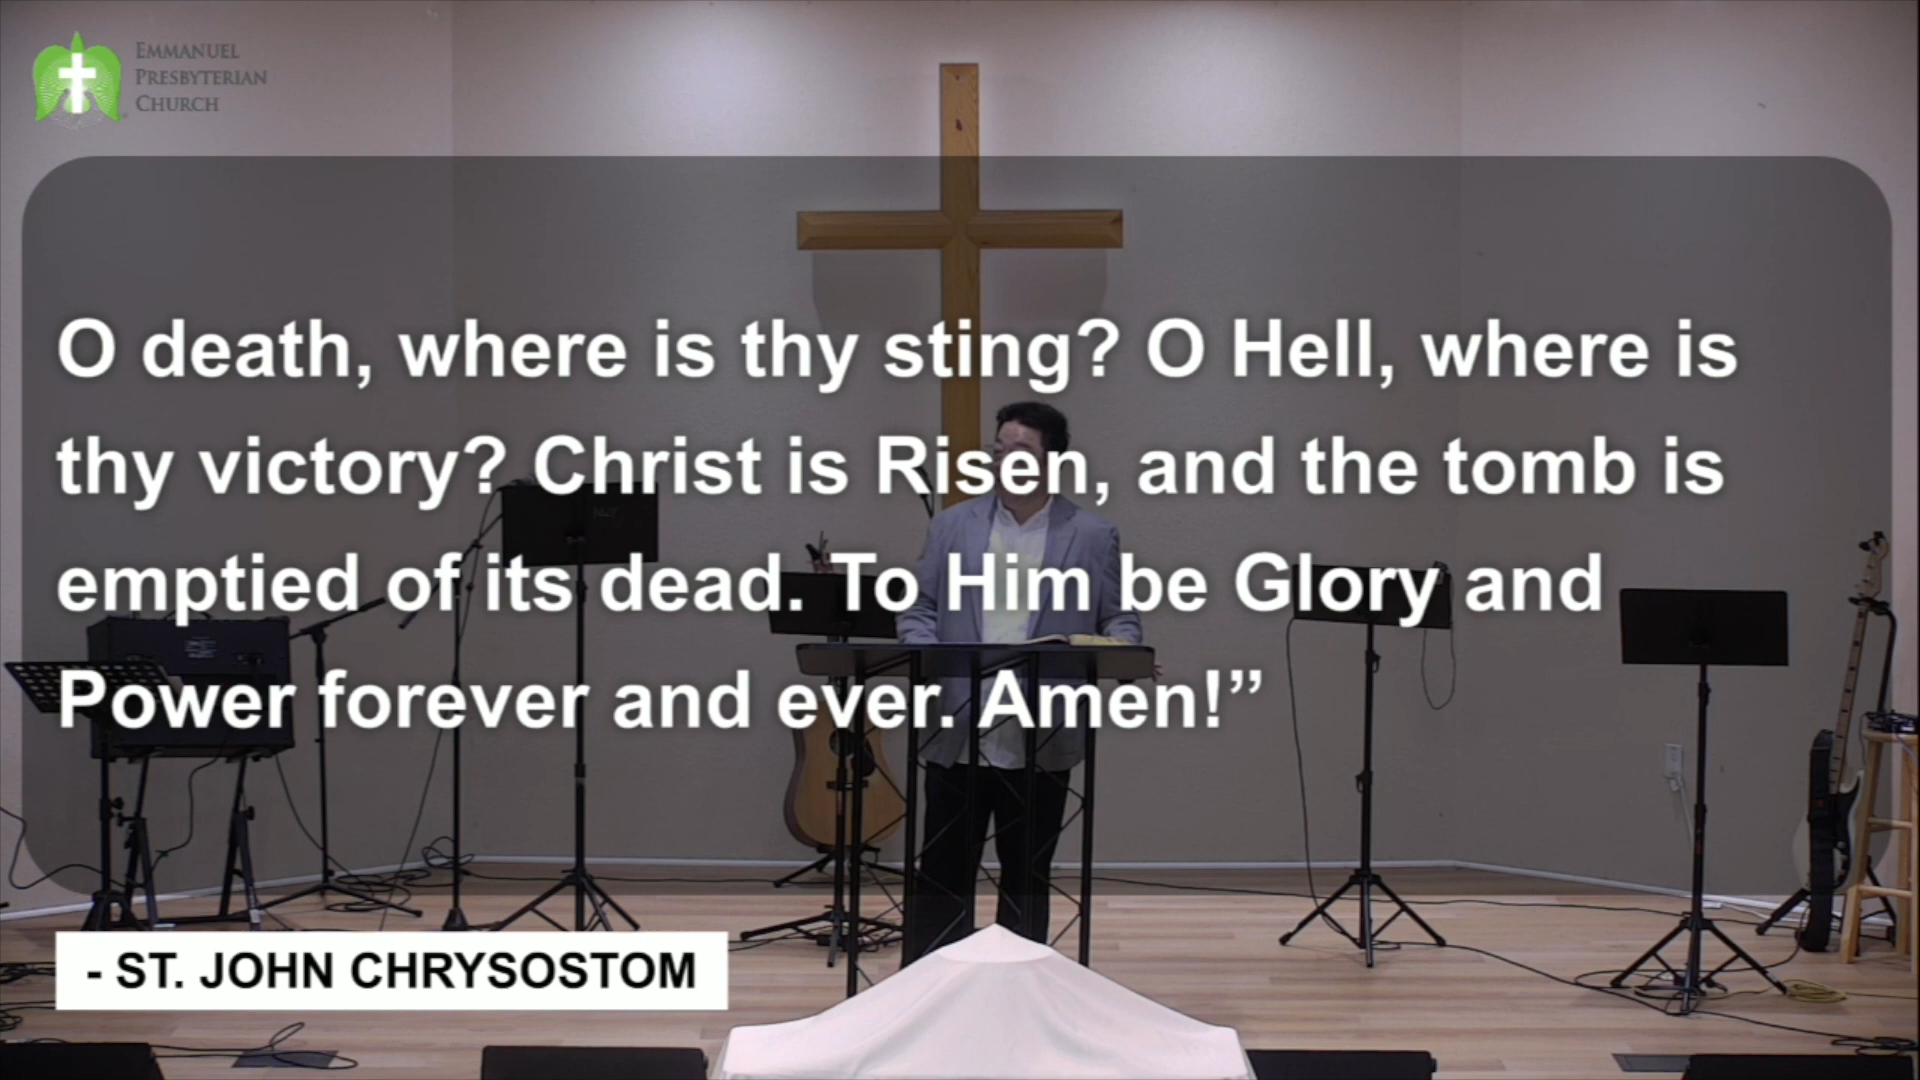 EMMANUEL
PRESBYTERIAN
CHURCH
O death, where is thy sting? O Hell, where is
thy victory? Christ is Risen, and the tomb is
emptied of its dead. To Him be Glory and
Power forever and ever. Amen!”
- ST. JOHN CHRYSOSTOM